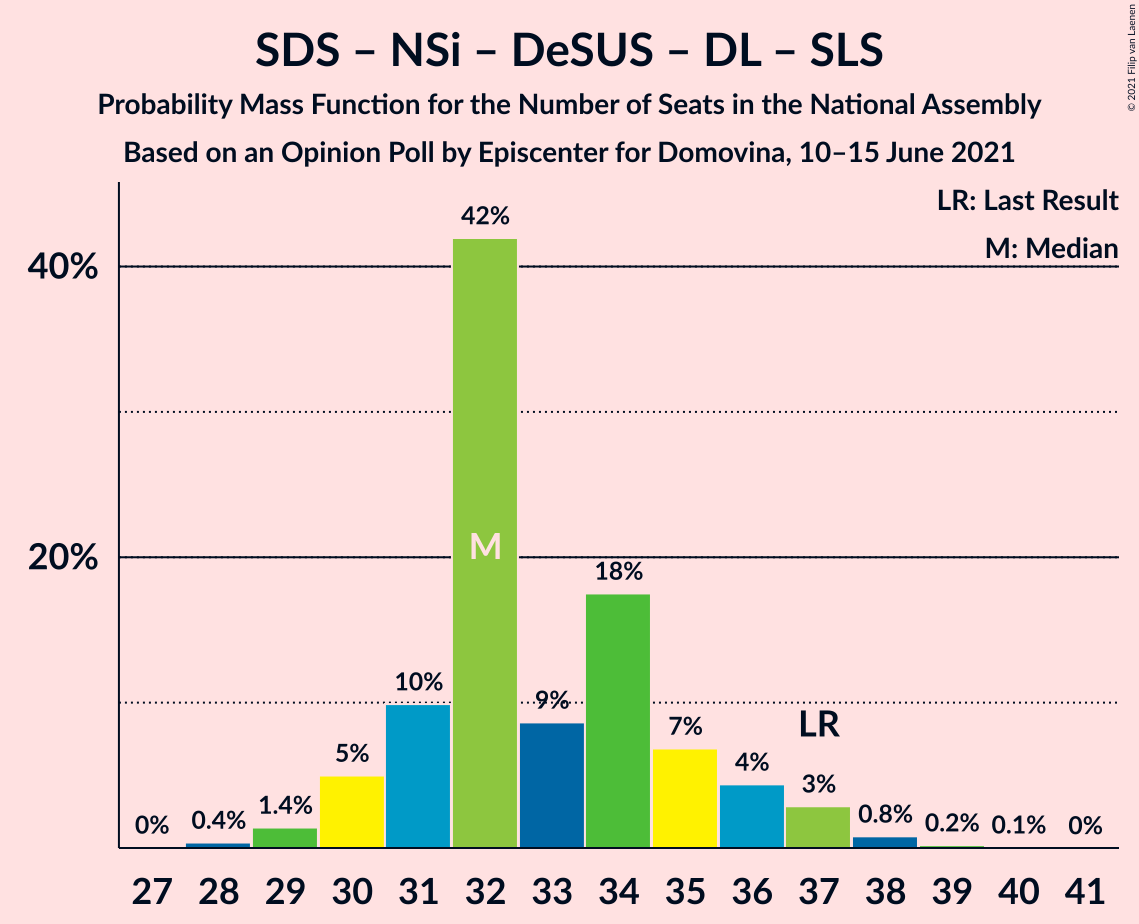 SDS – NSi – DeSUS – DL – SLS
Probability Mass Function for the Number of Seats in the National Assembly
Based on an Opinion Poll by Episcenter for Domovina, 10–15 June 2021
© 2021 Filip van Laenen
LR: Last Result
M: Median
40%
20%
0%
0.4%
1.4%
5%
10%
42%
M
9%
18%
7%
4%
LR
3%
0.8%
0.2%
0.1%
0%
27 28 29 30 31 32 33 34 35 36 37 38 39 40 41